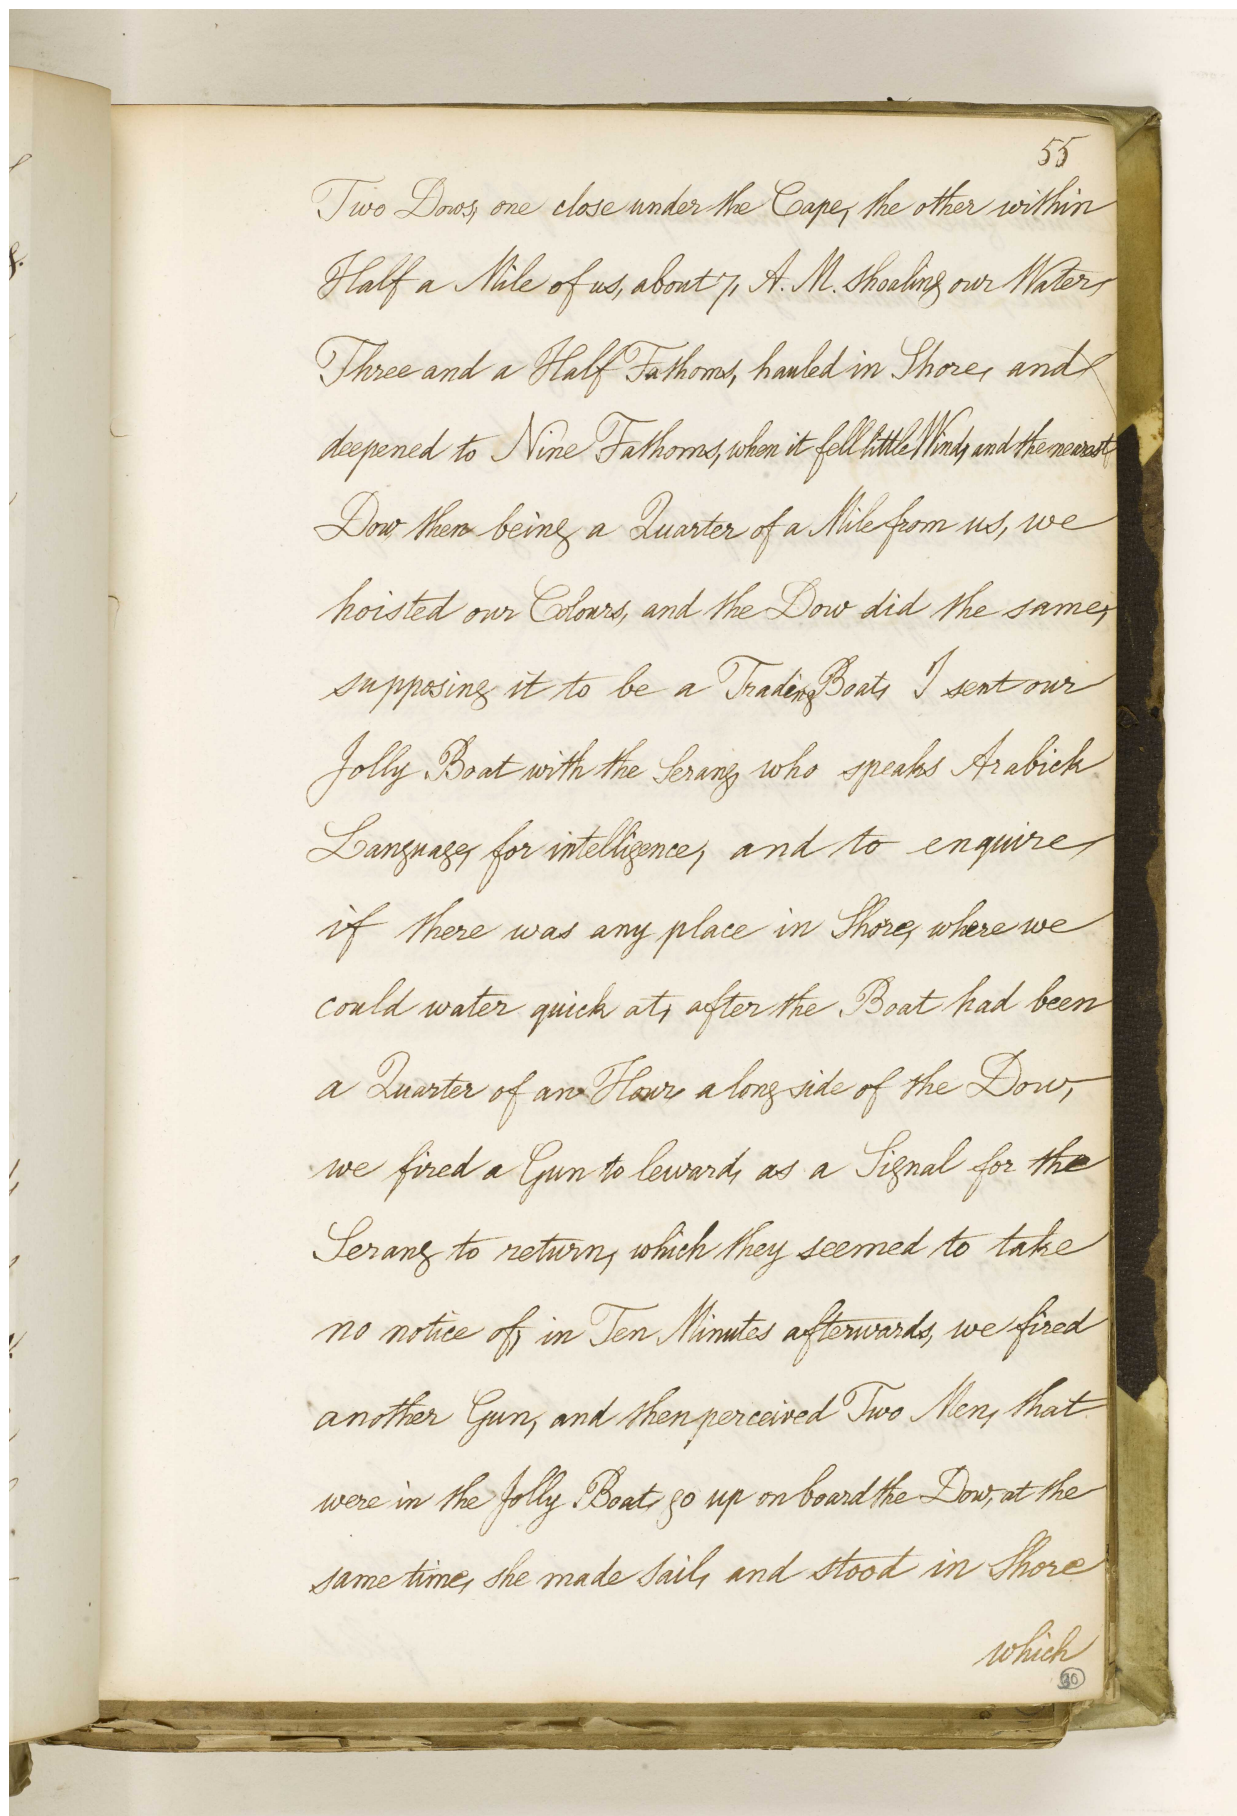 55
Two Dows, one close under the Cape, the other within
Half a Mile of us, about 7, A. M. shoaling our Water,
Three and a Half Fathoms, hauled in Shore, and
deepened to Nine Fathoms, when it fell little Wind, and the nearest
Dow, then being a Quarter of a Mile from us, we
hoisted our Colours, and the Dow did the same,
supposing it to be a Trading Boat, I sent our
Jolly Boat with the Serang, who speaks Arabick
Language, for intelligence, and to enquire,
if there was any place in Shore, where we
could water quick at, after the Boat had been
a Quarter of an Hour, along side of the Dow,
we fired a Gun to leward, as a Signal for the
Serang to return, which they seemed to take
no notice of, in Ten Minutes afterwards, we fired
another Gun, and then perceived Two Men, that
were in the Jolly Boat, go up on board the Dow, at the
same time, she made Sail, and stood in Shore
which